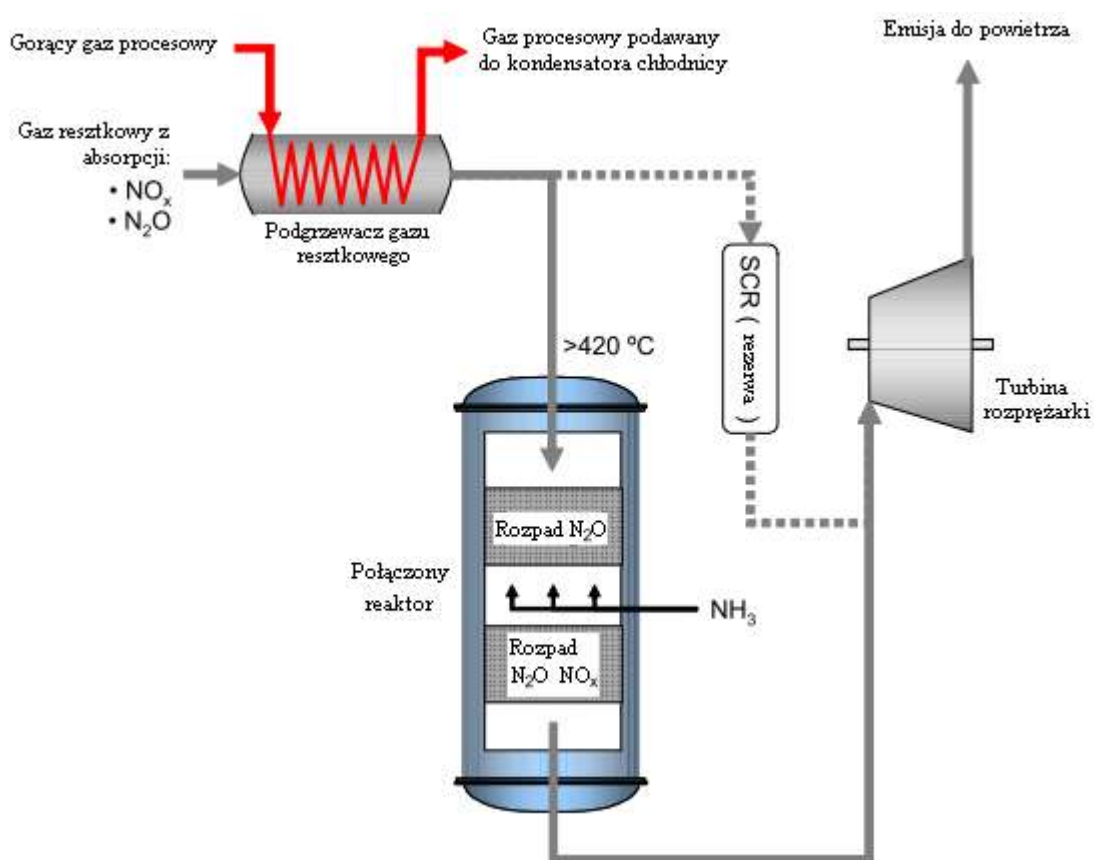 Gorący gaz procesowy
Gaz procesowy podawany
do kondensatora chłodnicy
Emisja do powietrza
Gaz resztkowy z
absorpcji:
• NOₓ
• N₂O
Podgrzewacz gazu
resztkowego
>420 ºC
SCR ( rezerwa )
Turbina
rozprężarki
Rozpad N₂O
Połączony
reaktor
NH₃
Rozpad
N₂O NOₓ